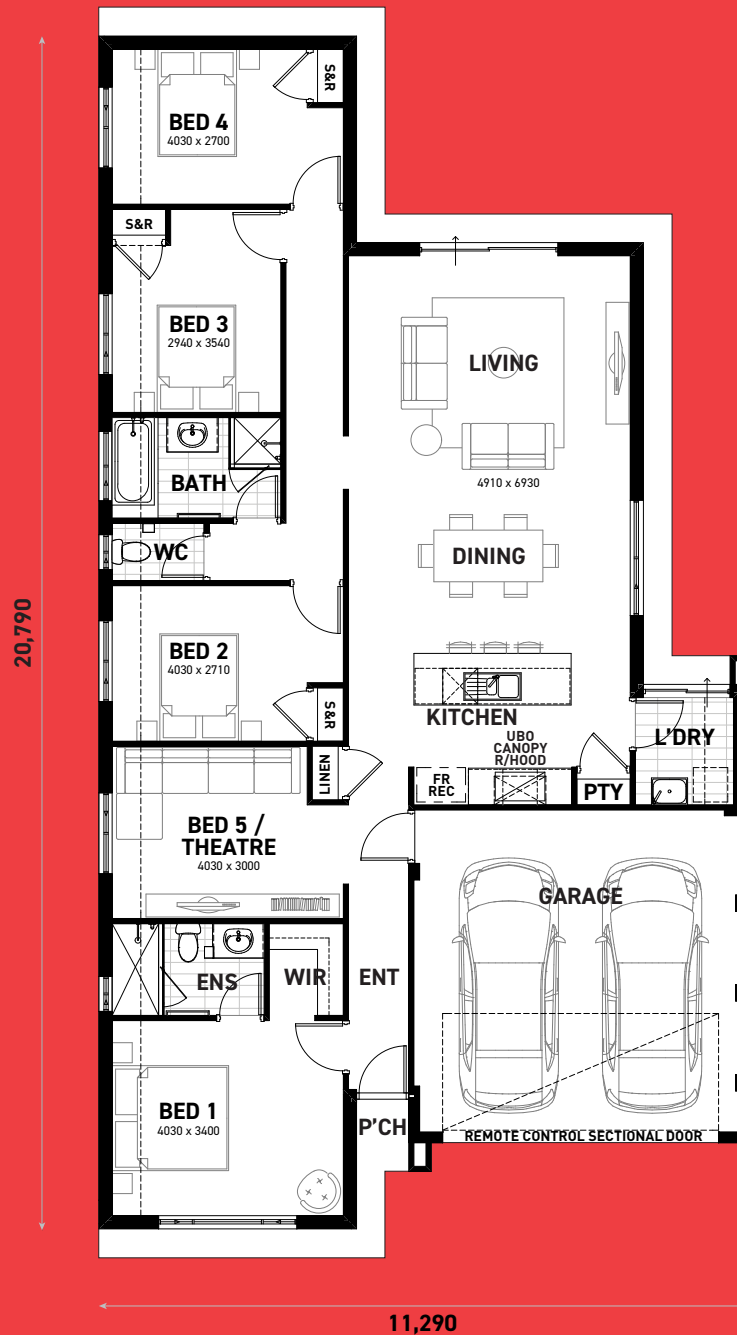 S&R
BED 4
4030 x 2700
S&R
BED 3
2940 x 3540
LIVING
4910 x 6930
BATH
WC
DINING
20,790
BED 2
4030 x 2710
S&R
KITCHEN
UBO
CANOPY
R/HOOD
L'DRY
FR
REC
PTY
LINEN
BED 5 /
THEATRE
4030 x 3000
GARAGE
ENS
WIR
ENT
BED 1
4030 x 3400
P'CH
REMOTE CONTROL SECTIONAL DOOR
11,290